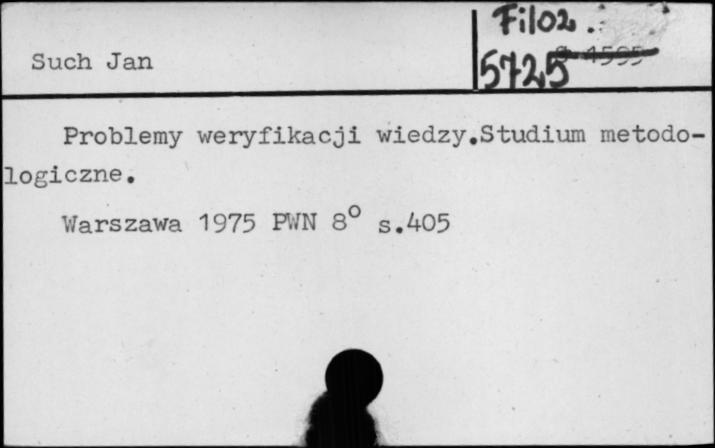 Filoz.
Such Jan
5725
Problemy weryfikacji wiedzy.Studium metodo-
logiczne.
Warszawa 1975 PWN 8° s.405